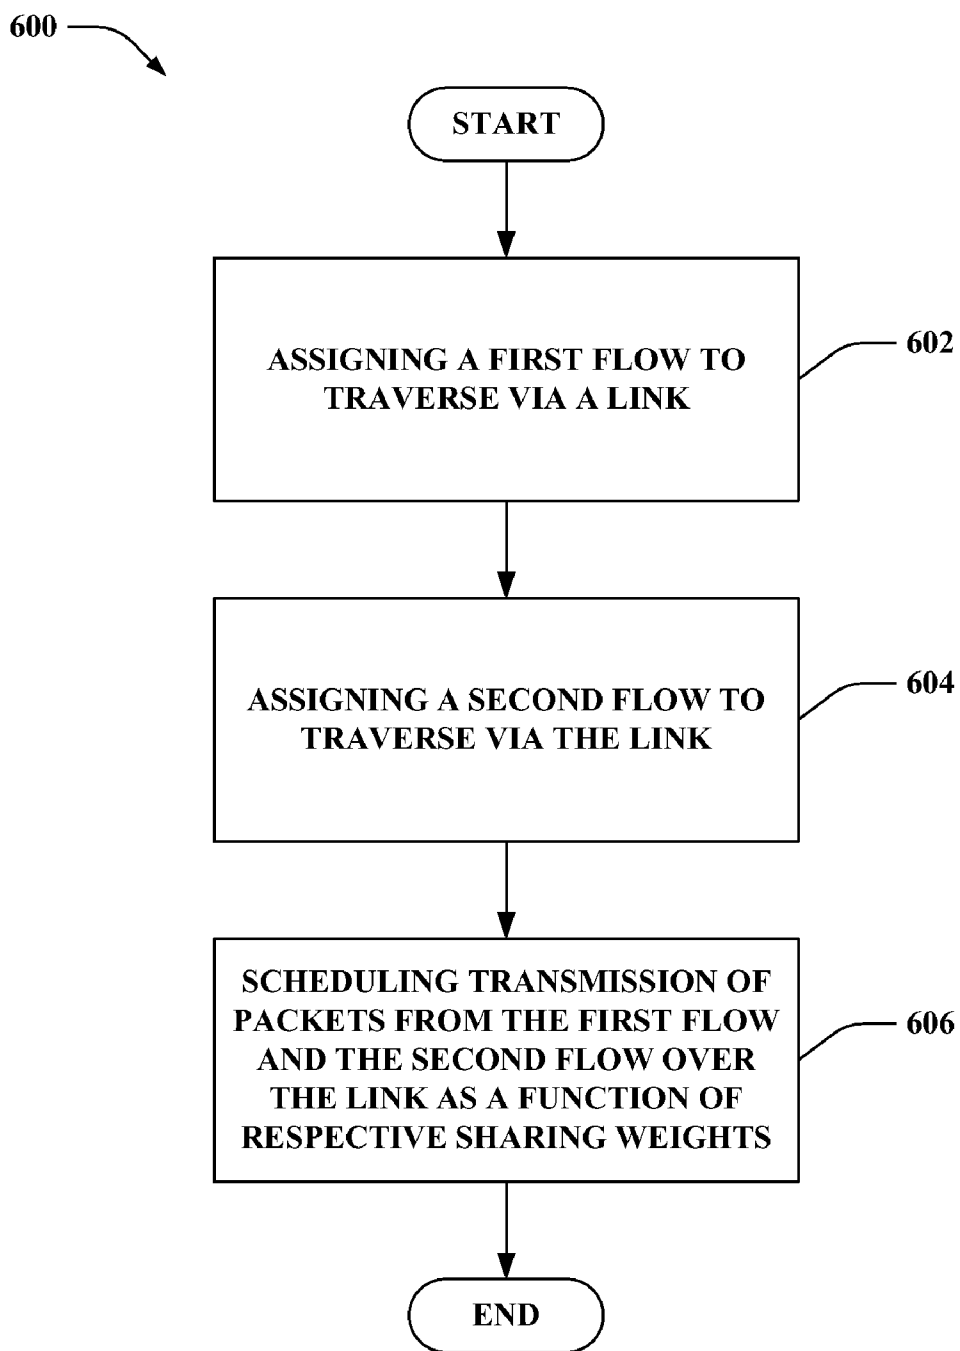 600
START
ASSIGNING A FIRST FLOW TO
TRAVERSE VIA A LINK
602
ASSIGNING A SECOND FLOW TO
TRAVERSE VIA THE LINK
604
SCHEDULING TRANSMISSION OF
PACKETS FROM THE FIRST FLOW
AND THE SECOND FLOW OVER
THE LINK AS A FUNCTION OF
RESPECTIVE SHARING WEIGHTS
606
END